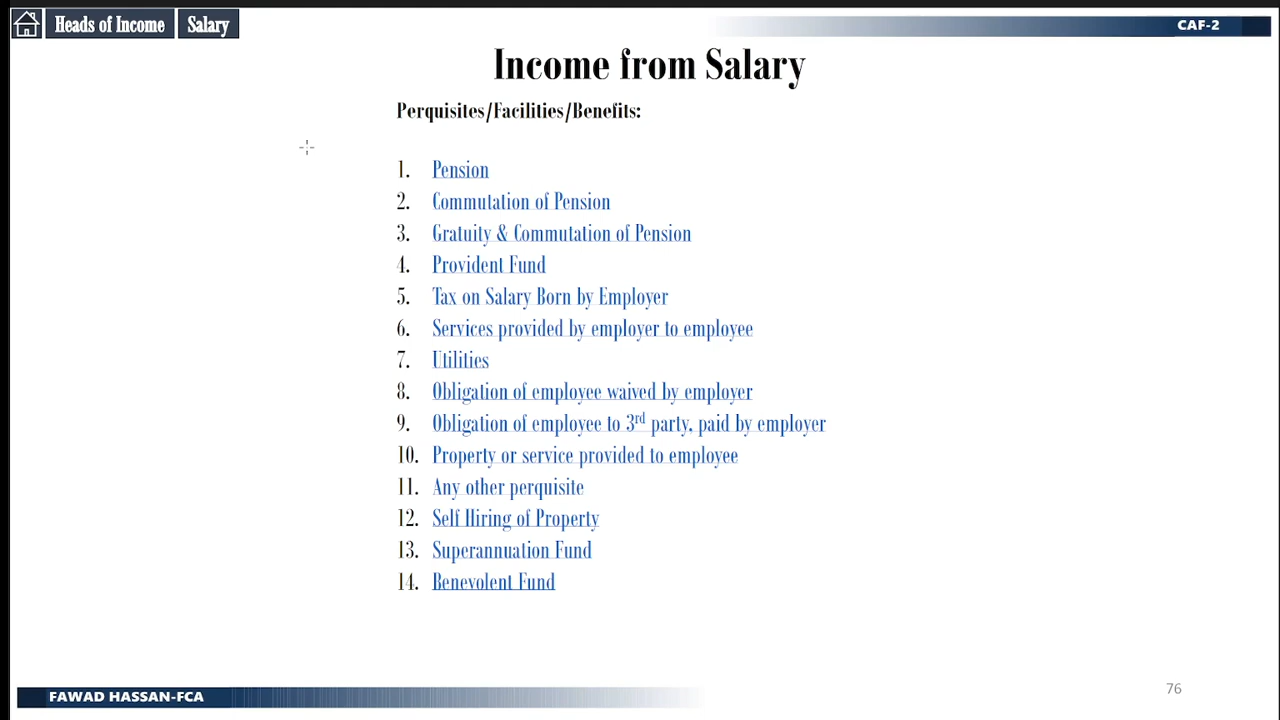 Heads of Income
Salary
CAF-2
Income from Salary
Perquisites/Facilities/Benefits:
1. Pension
2. Commutation of Pension
3. Gratuity & Commutation of Pension
4. Provident Fund
5. Tax on Salary Born by Employer
6. Services provided by employer to employee
7. Utilities
8. Obligation of employee waived by employer
9. Obligation of employee to 3rd party, paid by employer
10. Property or service provided to employee
11. Any other perquisite
12. Self Hiring of Property
13. Superannuation Fund
14. Benevolent Fund
FAWAD HASSAN-FCA
76